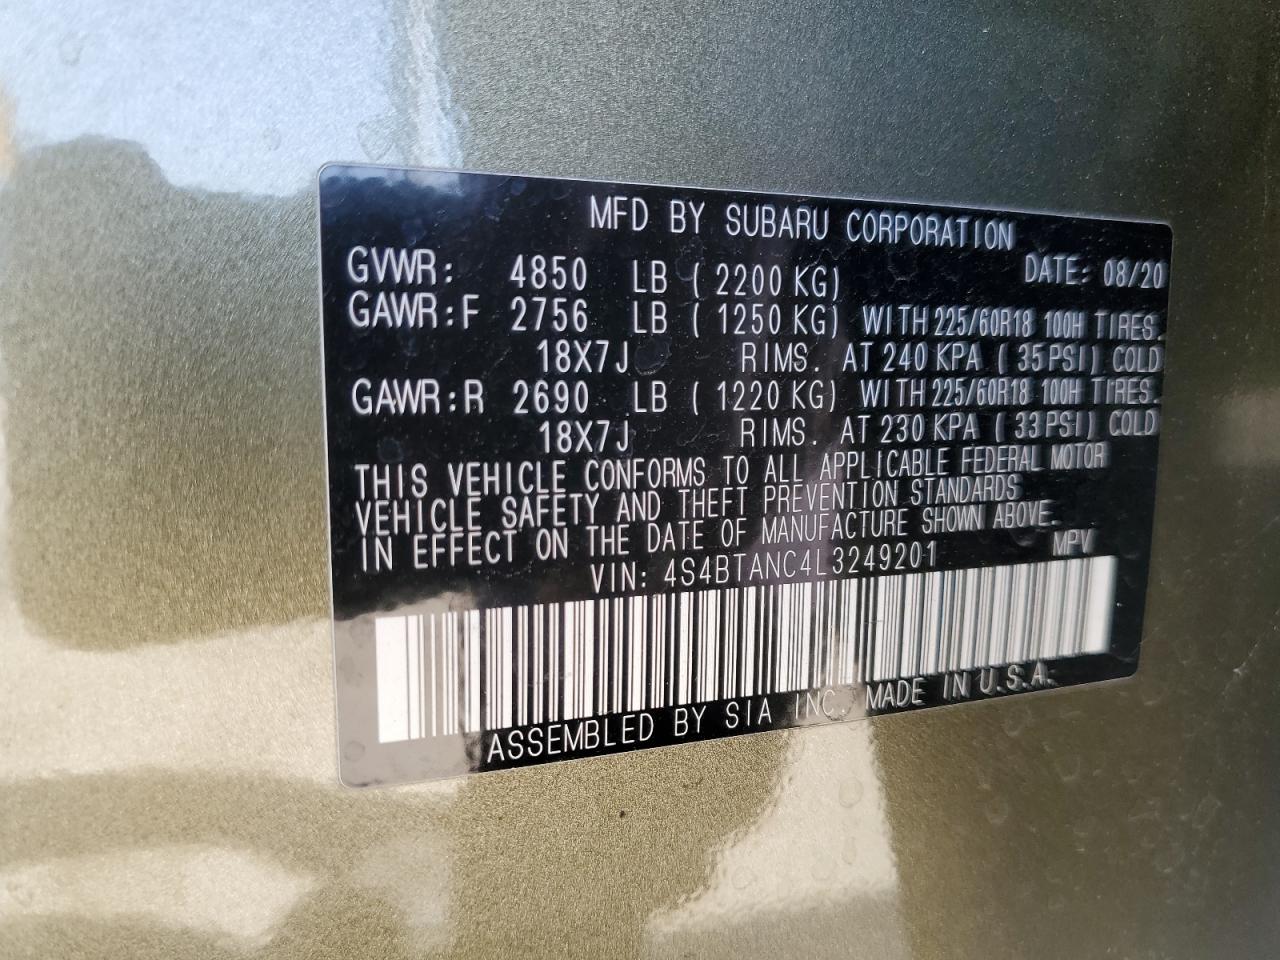 MFD BY SUBARU CORPORATION
GVWR: 4850 LB ( 2200 KG) DATE: 08/20
GAWR:F 2756 LB ( 1250 KG) WITH 225/60R18 100H TIRES.
18X7J RIMS. AT 240 KPA ( 35 PSI) COLD
GAWR:R 2690 LB ( 1220 KG) WITH 225/60R18 100H TIRES.
18X7J RIMS. AT 230 KPA ( 33 PSI) COLD
THIS VEHICLE CONFORMS TO ALL APPLICABLE FEDERAL MOTOR
VEHICLE SAFETY AND THEFT PREVENTION STANDARDS
IN EFFECT ON THE DATE OF MANUFACTURE SHOWN ABOVE.
VIN: 4S4BTANC4L3249201 MPV
ASSEMBLED BY SIA INC. MADE IN U.S.A.